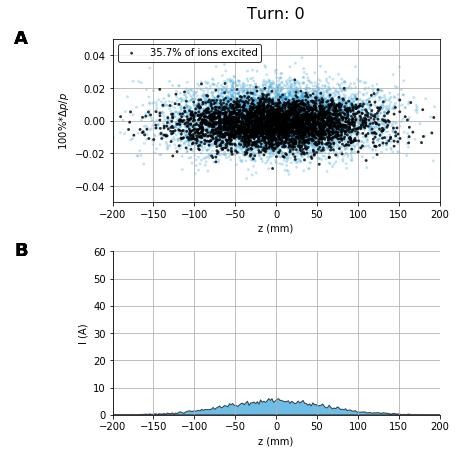 Turn: 0
A
35.7% of ions excited
0.04
0.02
0.00
−0.02
−0.04
100%*Δp/p
−200 −150 −100 −50 0 50 100 150 200
z (mm)
B
60
50
40
30
20
10
0
I (A)
−200 −150 −100 −50 0 50 100 150 200
z (mm)